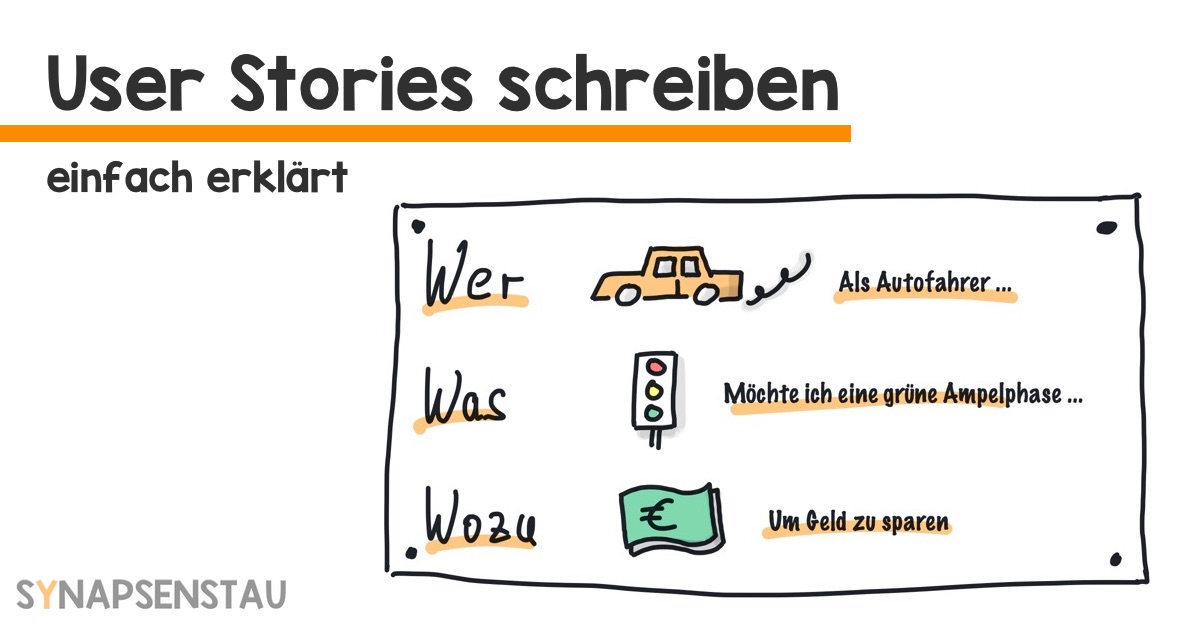 User Stories schreiben
einfach erklärt
Wer
Als Autofahrer ...
Was
Möchte ich eine grüne Ampelphase ...
Wozu
€
Um Geld zu sparen
SYNAPSENSTAU